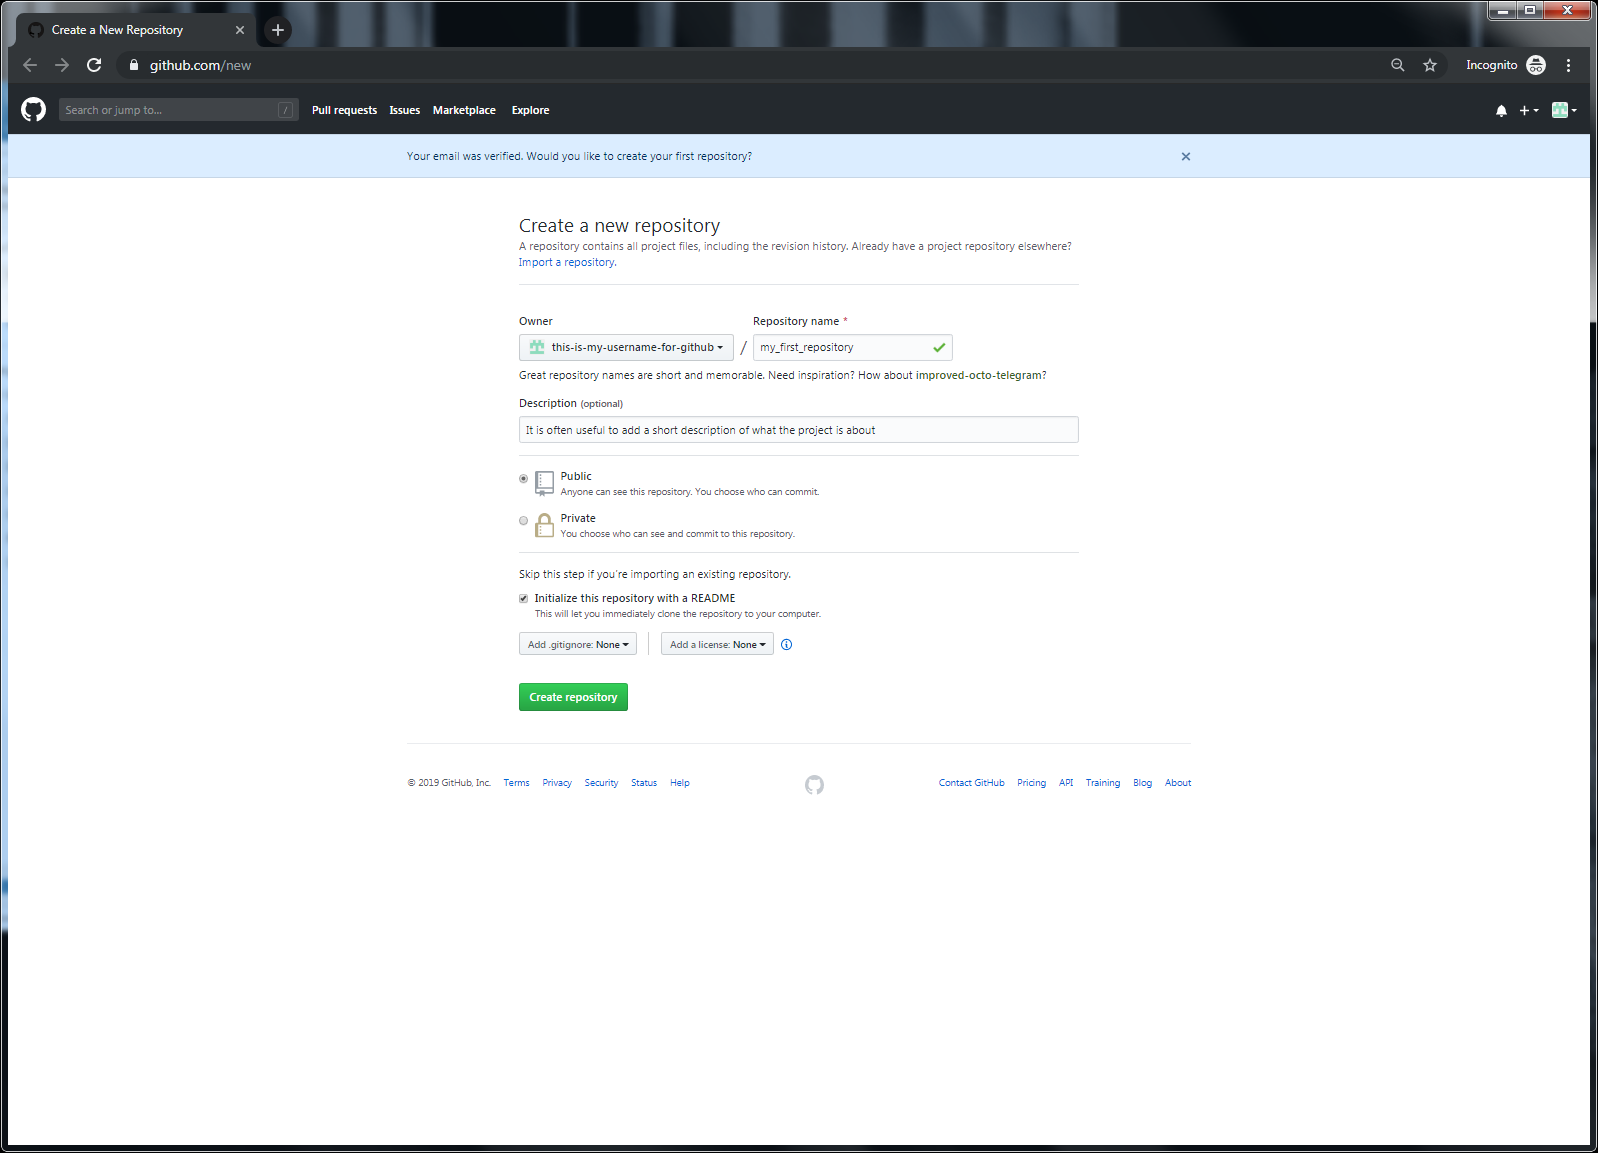 Create a New Repository
github.com/new
Incognito
Search or jump to...
/
Pull requests Issues Marketplace Explore
Your email was verified. Would you like to create your first repository?
Create a new repository
A repository contains all project files, including the revision history. Already have a project repository elsewhere?
Import a repository.
Owner
Repository name *
this-is-my-username-for-github / my_first_repository
Great repository names are short and memorable. Need inspiration? How about improved-octo-telegram?
Description (optional)
It is often useful to add a short description of what the project is about
Public
Anyone can see this repository. You choose who can commit.
Private
You choose who can see and commit to this repository.
Skip this step if you're importing an existing repository.
Initialize this repository with a README
This will let you immediately clone the repository to your computer.
Add .gitignore: None Add a license: None
Create repository
© 2019 GitHub, Inc. Terms Privacy Security Status Help Contact GitHub Pricing API Training Blog About